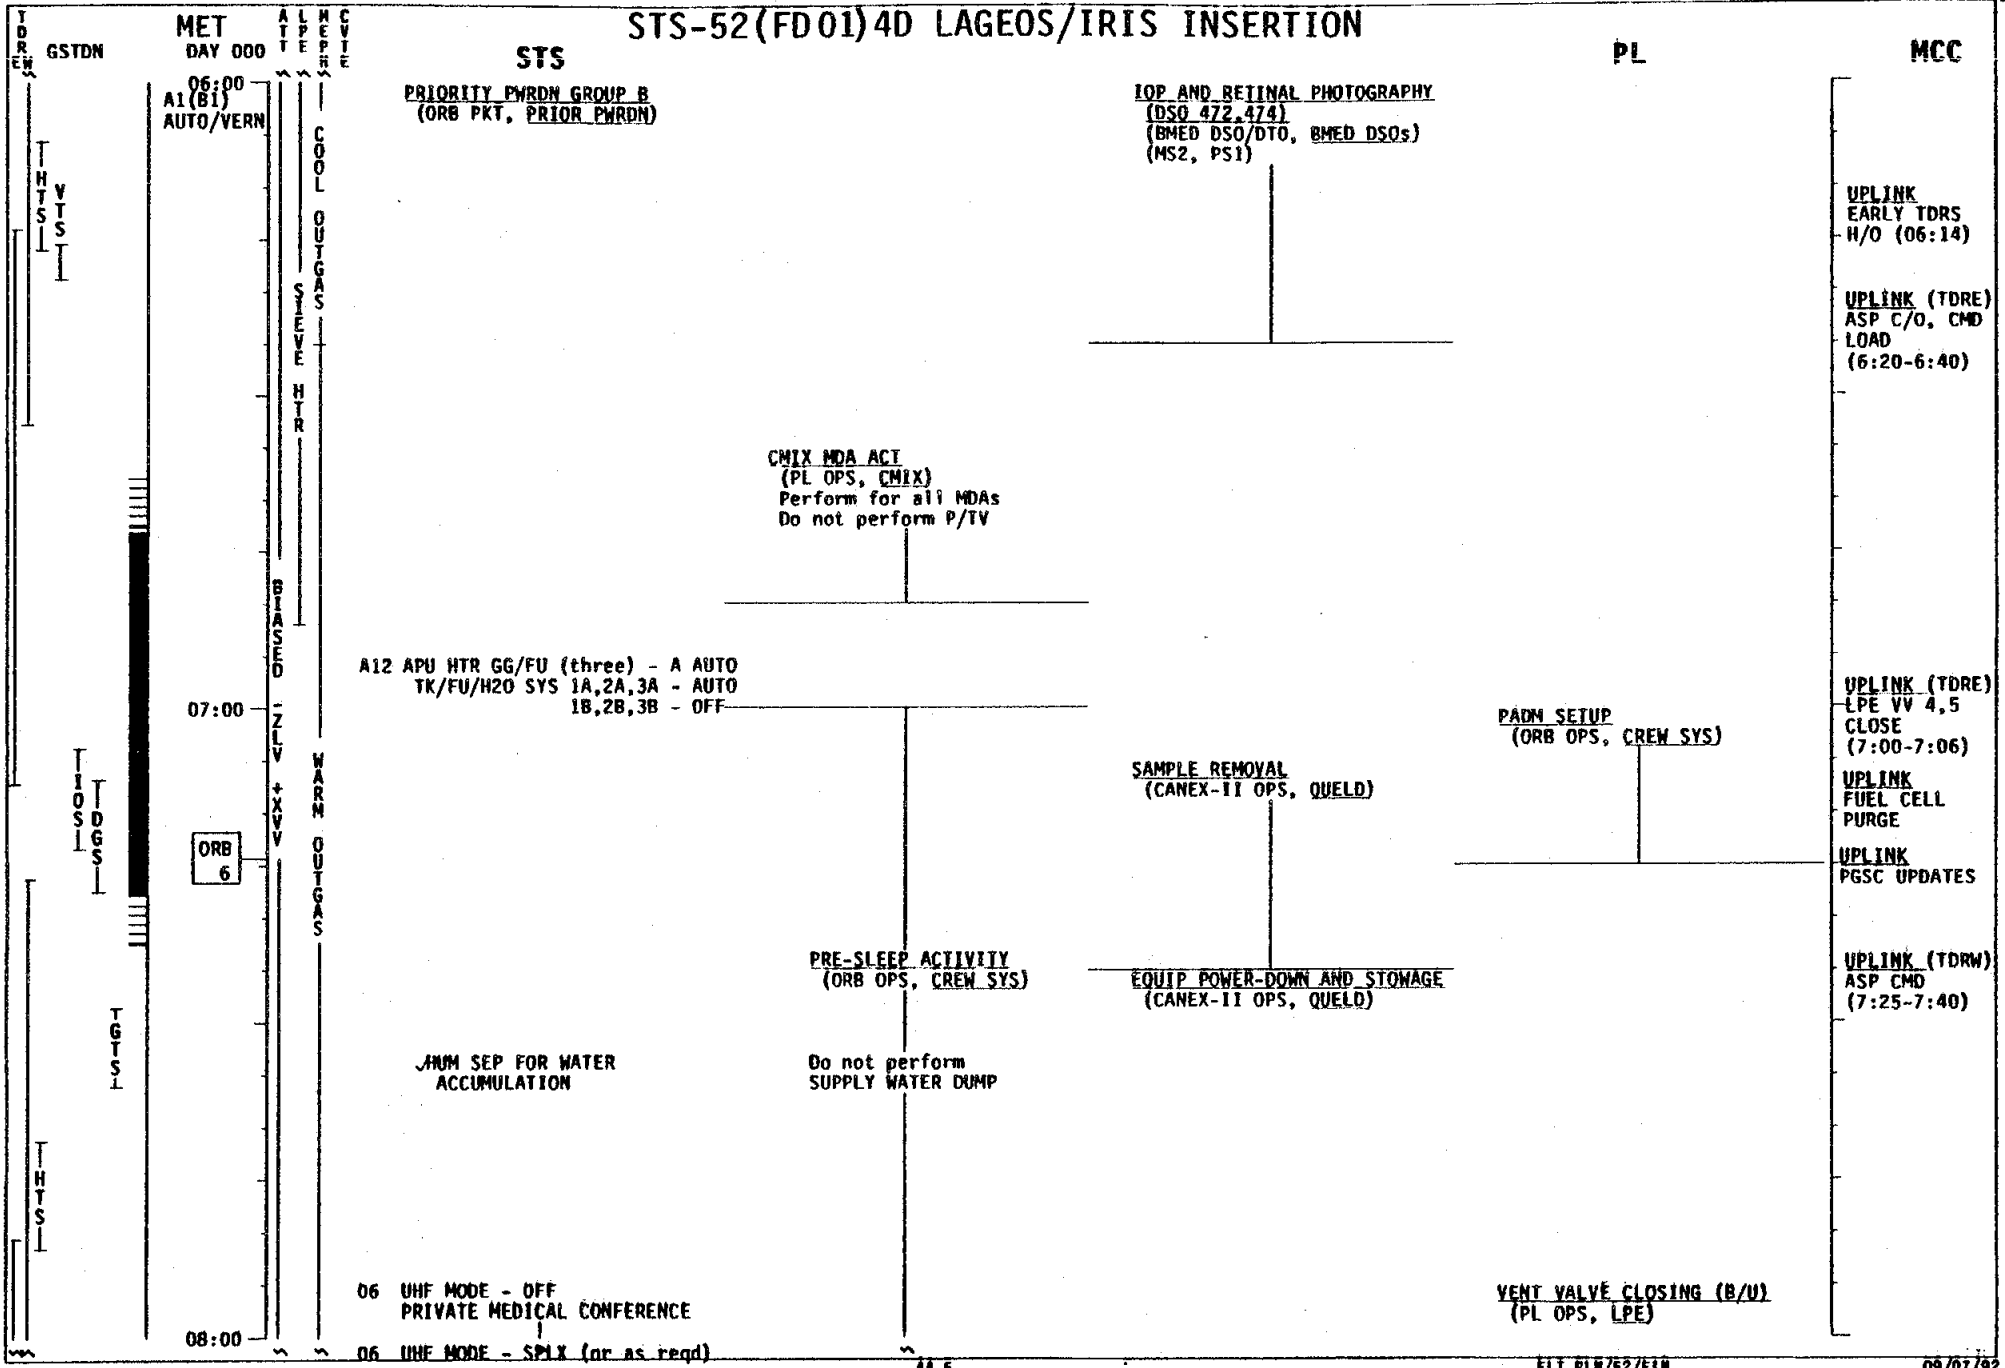 STS-52(FD01)4D LAGEOS/IRIS INSERTION
TDRE
W
GSTDN
MET
DAY 000
ATT
LPE
MEPH
CVTE
STS
PL
MCC
06:00
A1(B1)
AUTO/VERN
PRIORITY PWRDN GROUP B
(ORB PKT, PRIOR PWRDN)
IOP AND RETINAL PHOTOGRAPHY
(DSO 472,474)
(BMED DSO/DTO, BMED DSOs)
(MS2, PS1)
HTS
VTS
COOL OUTGAS
SIEVE HTR
UPLINK
EARLY TDRS
H/O (06:14)
UPLINK (TDRE)
ASP C/O, CMD
LOAD
(6:20-6:40)
CMIX MDA ACT
(PL OPS, CMIX)
Perform for all MDAs
Do not perform P/TV
BIASED -ZLV +XVV
A12 APU HTR GG/FU (three) - A AUTO
TK/FU/H2O SYS 1A,2A,3A - AUTO
1B,2B,3B - OFF
07:00
UPLINK (TDRE)
LPE VV 4,5
CLOSE
(7:00-7:06)
PADM SETUP
(ORB OPS, CREW SYS)
WARM OUTGAS
IOS
DGS
SAMPLE REMOVAL
(CANEX-II OPS, QUELD)
UPLINK
FUEL CELL
PURGE
ORB
6
UPLINK
PGSC UPDATES
PRE-SLEEP ACTIVITY
(ORB OPS, CREW SYS)
EQUIP POWER-DOWN AND STOWAGE
(CANEX-II OPS, QUELD)
UPLINK (TDRW)
ASP CMD
(7:25-7:40)
GTS
HUM SEP FOR WATER
ACCUMULATION
Do not perform
SUPPLY WATER DUMP
HTS
06 UHF MODE - OFF
PRIVATE MEDICAL CONFERENCE
VENT VALVE CLOSING (B/U)
(PL OPS, LPE)
08:00
06 UHF MODE - SPLX (or as reqd)